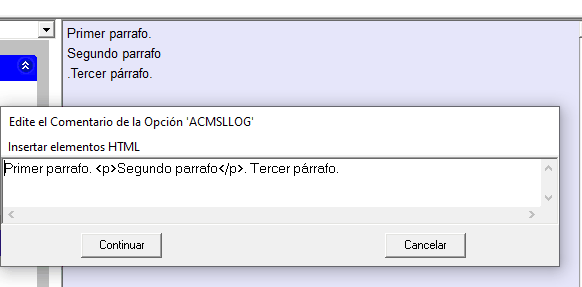 Primer parrafo.
Segundo parrafo
.Tercer párrafo.
Edite el Comentario de la Opción 'ACMSLLOG'
Insertar elementos HTML
Primer parrafo. <p>Segundo parrafo</p>. Tercer párrafo.
Continuar
Cancelar